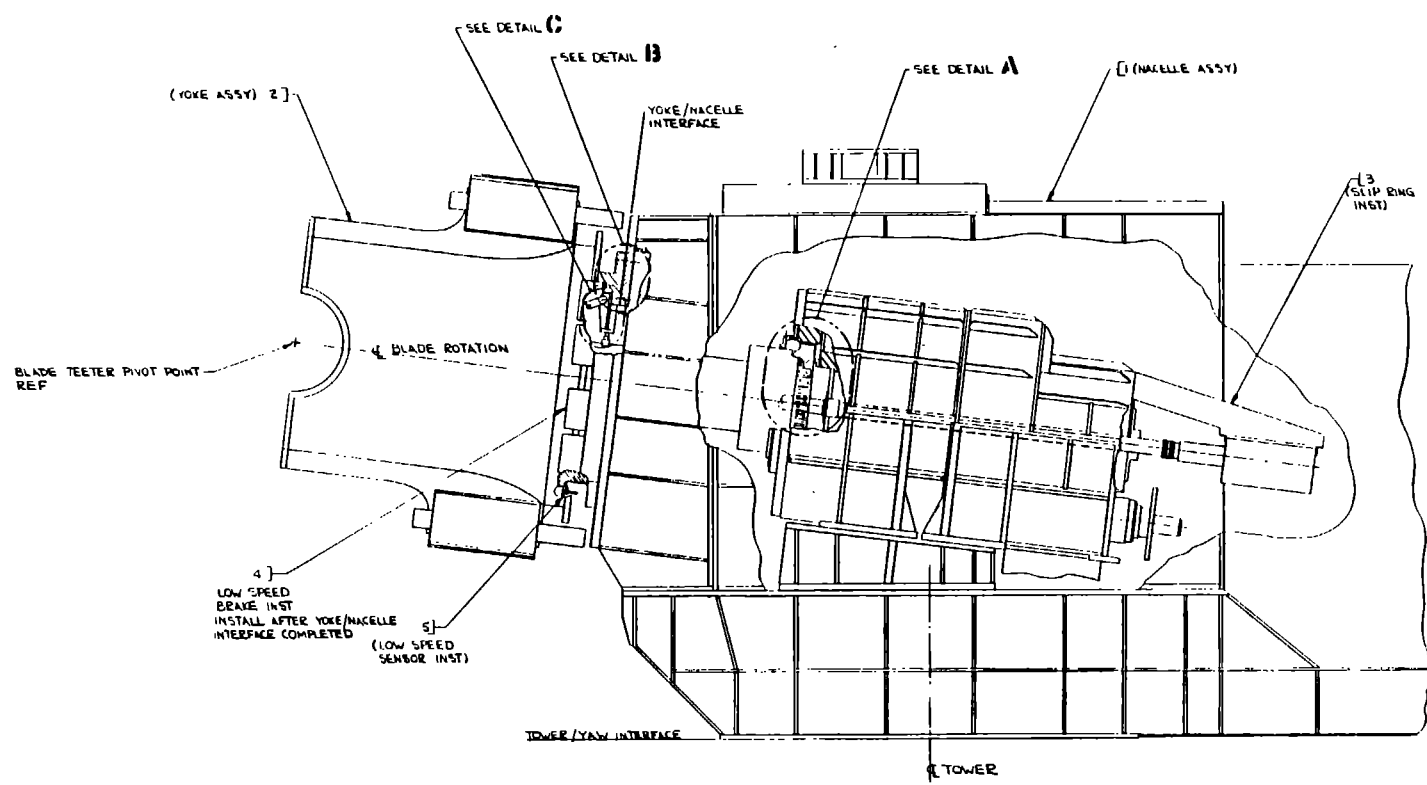 SEE DETAIL C
SEE DETAIL B
SEE DETAIL A
[1 (NACELLE ASSY)
(YOKE ASSY) 2]
YOKE/NACELLE
INTERFACE
[3
(SLIP RING
INST)
℄ BLADE ROTATION
BLADE TEETER PIVOT POINT
REF
4]
LOW SPEED
BRAKE INST
INSTALL AFTER YOKE/NACELLE
INTERFACE COMPLETED
5]
(LOW SPEED
SENSOR INST)
TOWER/YAW INTERFACE
℄ TOWER